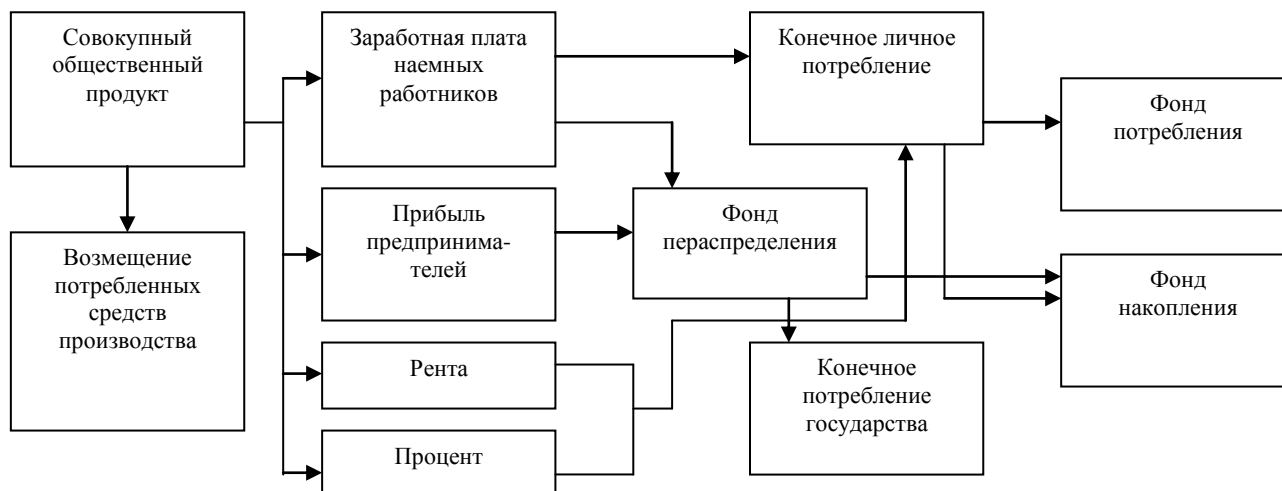 Совокупный
общественный
продукт
Возмещение
потребленных
средств
производства
Заработная плата
наемных
работников
Прибыль
предпринима-
телей
Рента
Процент
Конечное личное
потребление
Фонд
перераспределения
Конечное
потребление
государства
Фонд
потребления
Фонд
накопления